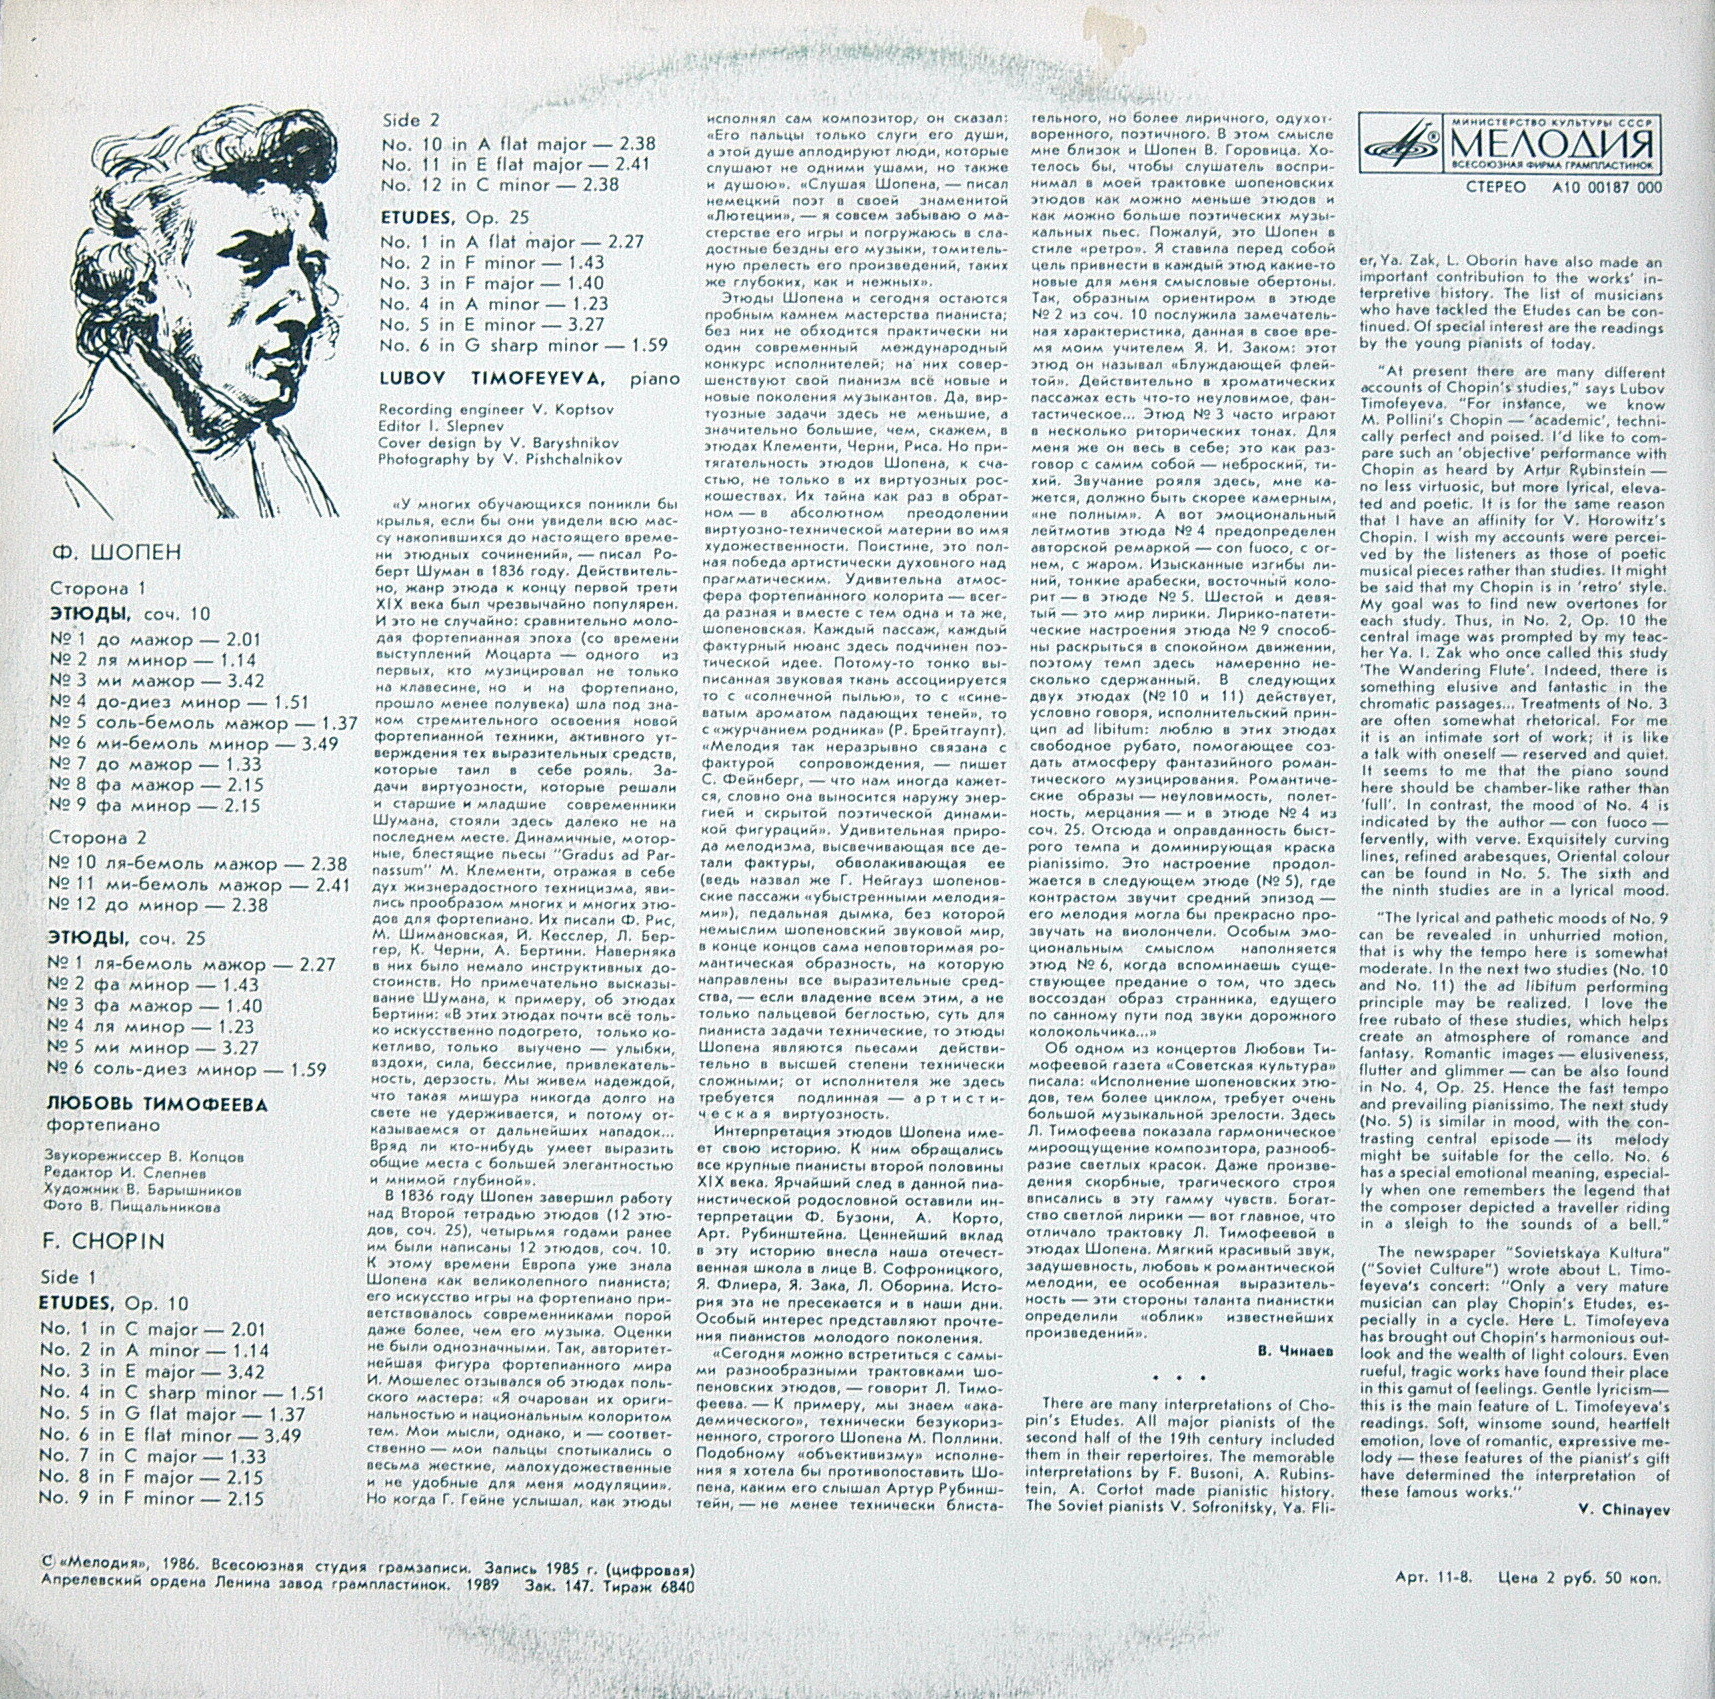 Ф. ШОПЕН
Сторона 1
ЭТЮДЫ, соч. 10
№ 1 до мажор — 2.01
№ 2 ля минор — 1.14
№ 3 ми мажор — 3.42
№ 4 до-диез минор — 1.51
№ 5 соль-бемоль мажор — 1.37
№ 6 ми-бемоль минор — 3.49
№ 7 до мажор — 1.33
№ 8 фа мажор — 2.15
№ 9 фа минор — 2.15
Сторона 2
№ 10 ля-бемоль мажор — 2.38
№ 11 ми-бемоль мажор — 2.41
№ 12 до минор — 2.38
ЭТЮДЫ, соч. 25
№ 1 ля-бемоль мажор — 2.27
№ 2 фа минор — 1.43
№ 3 фа мажор — 1.40
№ 4 ля минор — 1.23
№ 5 ми минор — 3.27
№ 6 соль-диез минор — 1.59
ЛЮБОВЬ ТИМОФЕЕВА
фортепиано
Звукорежиссер В. Копцов
Редактор И. Слепнев
Художник В. Барышников
Фото В. Пищальникова
F. CHOPIN
Side 1
ETUDES, Op. 10
No. 1 in C major — 2.01
No. 2 in A minor — 1.14
No. 3 in E major — 3.42
No. 4 in C sharp minor — 1.51
No. 5 in G flat major — 1.37
No. 6 in E flat minor — 3.49
No. 7 in C major — 1.33
No. 8 in F major — 2.15
No. 9 in F minor — 2.15
Side 2
No. 10 in A flat major — 2.38
No. 11 in E flat major — 2.41
No. 12 in C minor — 2.38
ETUDES, Op. 25
No. 1 in A flat major — 2.27
No. 2 in F minor — 1.43
No. 3 in F major — 1.40
No. 4 in A minor — 1.23
No. 5 in E minor — 3.27
No. 6 in G sharp minor — 1.59
LUBOV TIMOFEYEVA, piano
Recording engineer V. Koptsov
Editor I. Slepnev
Cover design by V. Baryshnikov
Photography by V. Pishchalnikov
«У многих обучающихся поникли бы
крылья, если бы они увидели всю мас-
су накопившихся до настоящего време-
ни этюдных сочинений», — писал Ро-
берт Шуман в 1836 году. Действитель-
но, жанр этюда к концу первой трети
XIX века был чрезвычайно популярен.
И это не случайно: сравнительно моло-
дая фортепианная эпоха (со времени
выступлений Моцарта — одного из
первых, кто музицировал не только
на клавесине, но и на фортепиано,
прошло менее полувека) шла под зна-
ком стремительного освоения новой
фортепианной техники, активного ут-
верждения тех выразительных средств,
которые таил в себе рояль. За-
дачи виртуозности, которые решали
и старшие и младшие современники
Шумана, стояли здесь далеко не на
последнем месте. Динамичные, мотор-
ные, блестящие пьесы "Gradus ad Par-
nassum" М. Клементи, отражая в себе
дух жизнерадостного техницизма, яви-
лись прообразом многих и многих этю-
дов для фортепиано. Их писали Ф. Рис,
М. Шимановская, И. Кесслер, Л. Бер-
гер, К. Черни, А. Бертини. Наверняка
в них было немало инструктивных до-
стоинств. Но примечательно высказы-
вание Шумана, к примеру, об этюдах
Бертини: «В этих этюдах почти всё толь-
ко искусственно подогрето, только ко-
кетливо, только выучено — улыбки,
вздохи, сила, бессилие, привлекатель-
ность, дерзость. Мы живем надеждой,
что такая мишура никогда долго на
свете не удерживается, и потому от-
казываемся от дальнейших нападок...
Вряд ли кто-нибудь умеет выразить
общие места с большей элегантностью
и мнимой глубиной».
В 1836 году Шопен завершил работу
над Второй тетрадью этюдов (12 этю-
дов, соч. 25), четырьмя годами ранее
им были написаны 12 этюдов, соч. 10.
К этому времени Европа уже знала
Шопена как великолепного пианиста;
его искусство игры на фортепиано при-
ветствовалось современниками порой
даже более, чем его музыка. Оценки
не были однозначными. Так, авторитет-
нейшая фигура фортепианного мира
И. Мошелес отзывался об этюдах поль-
ского мастера: «Я очарован их ориги-
нальностью и национальным колоритом
тем. Мои мысли, однако, и — соответ-
ственно — мои пальцы спотыкались о
весьма жесткие, малохудожественные
и не удобные для меня модуляции».
Но когда Г. Гейне услышал, как этюды
исполнял сам композитор, он сказал:
«Его пальцы только слуги его души,
а этой душе аплодируют люди, которые
слушают не одними ушами, но также
и душою». «Слушая Шопена, — писал
немецкий поэт в своей знаменитой
«Лютеции», — я совсем забываю о ма-
стерстве его игры и погружаюсь в сла-
достные бездны его музыки, томитель-
ную прелесть его произведений, таких
же глубоких, как и нежных».
Этюды Шопена и сегодня остаются
пробным камнем мастерства пианиста;
без них не обходится практически ни
один современный международный
конкурс исполнителей; на них совер-
шенствуют свой пианизм всё новые и
новые поколения музыкантов. Да, вир-
туозные задачи здесь не меньшие, а
значительно большие, чем, скажем, в
этюдах Клементи, Черни, Риса. Но при-
тягательность этюдов Шопена, к сча-
стью, не только в их виртуозных рос-
кошествах. Их тайна как раз в обрат-
ном — в абсолютном преодолении
виртуозно-технической материи во имя
художественности. Поистине, это пол-
ная победа артистически духовного над
прагматическим. Удивительна атмос-
фера фортепианного колорита — всег-
да разная и вместе с тем одна и та же,
шопеновская. Каждый пассаж, каждый
фактурный нюанс здесь подчинен поэ-
тической идее. Потому-то тонко вы-
писанная звуковая ткань ассоциируется
то с «солнечной пылью», то с «сине-
ватым ароматом падающих теней», то
с «журчанием родника» (Р. Брейтгаупт).
«Мелодия так неразрывно связана с
фактурой сопровождения, — пишет
С. Фейнберг, — что нам иногда кажет-
ся, словно она выносится наружу энер-
гией и скрытой поэтической динами-
кой фигураций». Удивительная приро-
да мелодизма, высвечивающая все де-
тали фактуры, обволакивающая ее
(ведь назвал же Г. Нейгауз шопенов-
ские пассажи «убыстренными мелодия-
ми»), педальная дымка, без которой
немыслим шопеновский звуковой мир,
в конце концов сама неповторимая ро-
мантическая образность, на которую
направлены все выразительные сред-
ства, — если владение всем этим, а не
только пальцевой беглостью, суть для
пианиста задачи технические, то этюды
Шопена являются пьесами действи-
тельно в высшей степени технически
сложными; от исполнителя же здесь
требуется подлинная — артисти-
ческая виртуозность.
Интерпретация этюдов Шопена име-
ет свою историю. К ним обращались
все крупные пианисты второй половины
XIX века. Ярчайший след в данной пиа-
нистической родословной оставили ин-
терпретации Ф. Бузони, А. Корто,
Арт. Рубинштейна. Ценнейший вклад
в эту историю внесла наша отечест-
венная школа в лице В. Софроницкого,
Я. Флиера, Я. Зака, Л. Оборина. Исто-
рия эта не пресекается и в наши дни.
Особый интерес представляют прочте-
ния пианистов молодого поколения.
«Сегодня можно встретиться с самы-
ми разнообразными трактовками шо-
пеновских этюдов, — говорит Л. Тимо-
феева. — К примеру, мы знаем «ака-
демического», технически безукориз-
ненного, строгого Шопена М. Поллини.
Подобному «объективизму» исполне-
ния я хотела бы противопоставить Шо-
пена, каким его слышал Артур Рубинш-
тейн, — не менее технически блиста-
тельного, но более лиричного, одухот-
воренного, поэтичного. В этом смысле
мне близок и Шопен В. Горовица. Хо-
телось бы, чтобы слушатель воспри-
нимал в моей трактовке шопеновских
этюдов как можно меньше этюдов и
как можно больше поэтических музы-
кальных пьес. Пожалуй, это Шопен в
стиле «ретро». Я ставила перед собой
цель привнести в каждый этюд какие-то
новые для меня смысловые обертоны.
Так, образным ориентиром в этюде
№ 2 из соч. 10 послужила замечатель-
ная характеристика, данная в свое вре-
мя моим учителем Я. И. Заком: этот
этюд он называл «Блуждающей флей-
той». Действительно в хроматических
пассажах есть что-то неуловимое, фан-
тастическое... Этюд № 3 часто играют
в несколько риторических тонах. Для
меня же он весь в себе; это как раз-
говор с самим собой — неброский, ти-
хий. Звучание рояля здесь, мне ка-
жется, должно быть скорее камерным,
«не полным». А вот эмоциональный
лейтмотив этюда № 4 предопределен
авторской ремаркой — con fuoco, с ог-
нем, с жаром. Изысканные изгибы ли-
ний, тонкие арабески, восточный коло-
рит — в этюде № 5. Шестой и девя-
тый — это мир лирики. Лирико-патети-
ческие настроения этюда № 9 способ-
ны раскрыться в спокойном движении,
поэтому темп здесь намеренно не-
сколько сдержанный. В следующих
двух этюдах (№ 10 и 11) действует,
условно говоря, исполнительский прин-
цип ad libitum: люблю в этих этюдах
свободное рубато, помогающее соз-
дать атмосферу фантазийного роман-
тического музицирования. Романтиче-
ские образы — неуловимость, полет-
ность, мерцания — и в этюде № 4 из
соч. 25. Отсюда и оправданность быст-
рого темпа и доминирующая краска
pianissimo. Это настроение продол-
жается в следующем этюде (№ 5), где
контрастом звучит средний эпизод —
его мелодия могла бы прекрасно про-
звучать на виолончели. Особым эмо-
циональным смыслом наполняется
этюд № 6, когда вспоминаешь суще-
ствующее предание о том, что здесь
воссоздан образ странника, едущего
по санному пути под звуки дорожного
колокольчика...»
Об одном из концертов Любови Ти-
мофеевой газета «Советская культура»
писала: «Исполнение шопеновских этю-
дов, тем более циклом, требует очень
большой музыкальной зрелости. Здесь
Л. Тимофеева показала гармоническое
мироощущение композитора, разнооб-
разие светлых красок. Даже произве-
дения скорбные, трагического строя
вписались в эту гамму чувств. Богат-
ство светлой лирики — вот главное, что
отличало трактовку Л. Тимофеевой в
этюдах Шопена. Мягкий красивый звук,
задушевность, любовь к романтической
мелодии, ее особенная выразитель-
ность — эти стороны таланта пианистки
определили «облик» известнейших
произведений».
В. Чинаев
• • •
There are many interpretations of Cho-
pin's Etudes. All major pianists of the
second half of the 19th century included
them in their repertoires. The memorable
interpretations by F. Busoni, A. Rubins-
tein, A. Cortot made pianistic history.
The Soviet pianists V. Sofronitsky, Ya. Fli-
МИНИСТЕРСТВО КУЛЬТУРЫ СССР
МЕЛОДИЯ
ВСЕСОЮЗНАЯ ФИРМА ГРАМПЛАСТИНОК
СТЕРЕО А10 00187 000
er, Ya. Zak, L. Oborin have also made an
important contribution to the works' in-
terpretive history. The list of musicians
who have tackled the Etudes can be con-
tinued. Of special interest are the readings
by the young pianists of today.
"At present there are many different
accounts of Chopin's studies," says Lubov
Timofeyeva. "For instance, we know
M. Pollini's Chopin — 'academic', techni-
cally perfect and poised. I'd like to com-
pare such an 'objective' performance with
Chopin as heard by Artur Rubinstein —
no less virtuosic, but more lyrical, eleva-
ted and poetic. It is for the same reason
that I have an affinity for V. Horowitz's
Chopin. I wish my accounts were percei-
ved by the listeners as those of poetic
musical pieces rather than studies. It might
be said that my Chopin is in 'retro' style.
My goal was to find new overtones for
each study. Thus, in No. 2, Op. 10 the
central image was prompted by my teac-
her Ya. I. Zak who once called this study
'The Wandering Flute'. Indeed, there is
something elusive and fantastic in the
chromatic passages... Treatments of No. 3
are often somewhat rhetorical. For me
it is an intimate sort of work; it is like
a talk with oneself — reserved and quiet.
It seems to me that the piano sound
here should be chamber-like rather than
'full'. In contrast, the mood of No. 4 is
indicated by the author — con fuoco —
fervently, with verve. Exquisitely curving
lines, refined arabesques, Oriental colour
can be found in No. 5. The sixth and
the ninth studies are in a lyrical mood.
"The lyrical and pathetic moods of No. 9
can be revealed in unhurried motion,
that is why the tempo here is somewhat
moderate. In the next two studies (No. 10
and No. 11) the ad libitum performing
principle may be realized. I love the
free rubato of these studies, which helps
create an atmosphere of romance and
fantasy. Romantic images — elusiveness,
flutter and glimmer — can be also found
in No. 4, Op. 25. Hence the fast tempo
and prevailing pianissimo. The next study
(No. 5) is similar in mood, with the con-
trasting central episode — its melody
might be suitable for the cello. No. 6
has a special emotional meaning, especial-
ly when one remembers the legend that
the composer depicted a traveller riding
in a sleigh to the sounds of a bell."
The newspaper "Sovietskaya Kultura"
("Soviet Culture") wrote about L. Timo-
feyeva's concert: "Only a very mature
musician can play Chopin's Etudes, es-
pecially in a cycle. Here L. Timofeyeva
has brought out Chopin's harmonious out-
look and the wealth of light colours. Even
rueful, tragic works have found their place
in this gamut of feelings. Gentle lyricism—
this is the main feature of L. Timofeyeva's
readings. Soft, winsome sound, heartfelt
emotion, love of romantic, expressive me-
lody — these features of the pianist's gift
have determined the interpretation of
these famous works."
V. Chinayev
© «Мелодия», 1986. Всесоюзная студия грамзаписи. Запись 1985 г. (цифровая)
Апрелевский ордена Ленина завод грампластинок. 1989 Зак. 147. Тираж 6840
Арт. 11-8. Цена 2 руб. 50 коп.